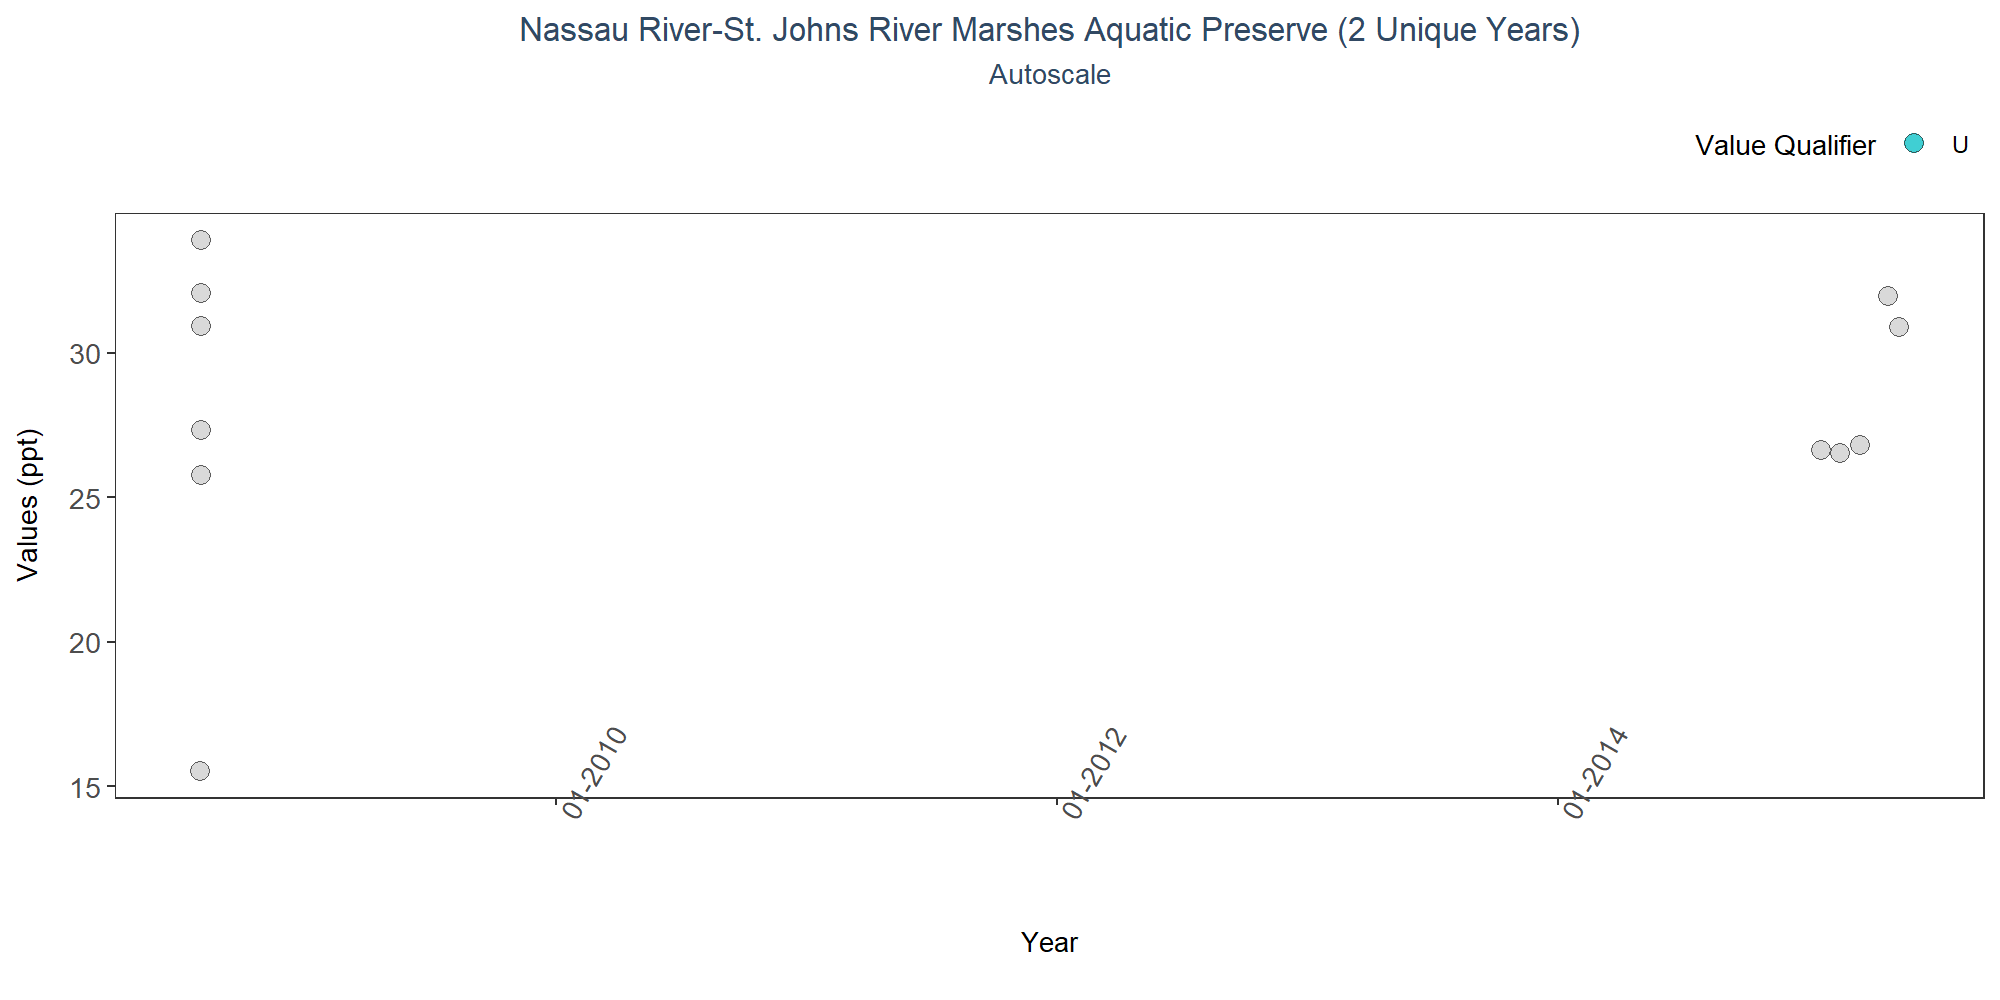 Nassau River-St. Johns River Marshes Aquatic Preserve (2 Unique Years)
Autoscale
Value Qualifier U
Values (ppt)
30
25
20
15
01-2010
01-2012
01-2014
Year